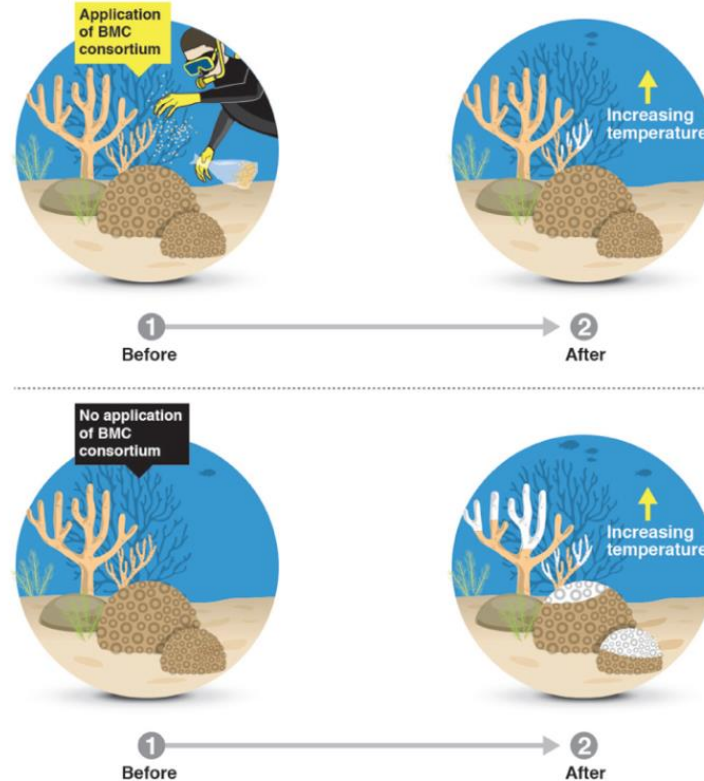 Application
of BMC
consortium
Increasing
temperature
1
2
Before
After
No application
of BMC
consortium
Increasing
temperature
1
2
Before
After